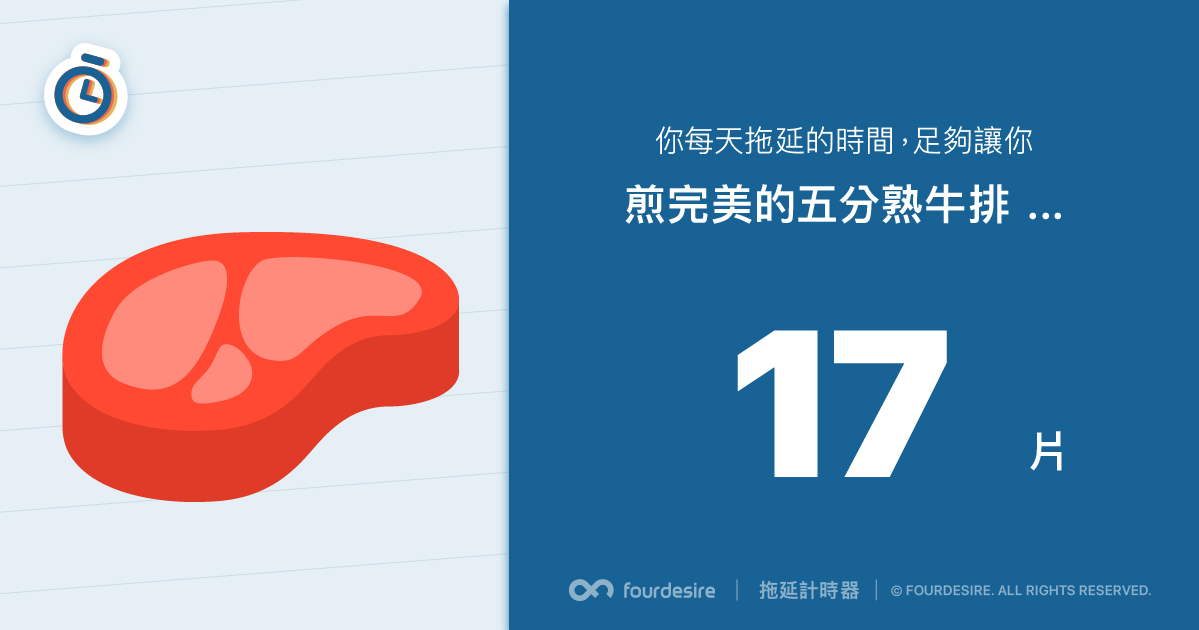 你每天拖延的時間，足夠讓你
煎完美的五分熟牛排 ...
17
片
fourdesire | 拖延計時器 | © FOURDESIRE. ALL RIGHTS RESERVED.